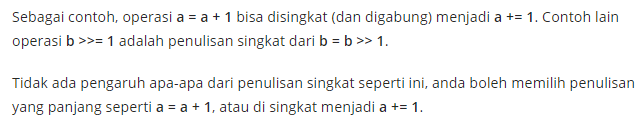 Sebagai contoh, operasi a = a + 1 bisa disingkat (dan digabung) menjadi a += 1. Contoh lain
operasi b >>= 1 adalah penulisan singkat dari b = b >> 1.
Tidak ada pengaruh apa-apa dari penulisan singkat seperti ini, anda boleh memilih penulisan
yang panjang seperti a = a + 1, atau di singkat menjadi a += 1.